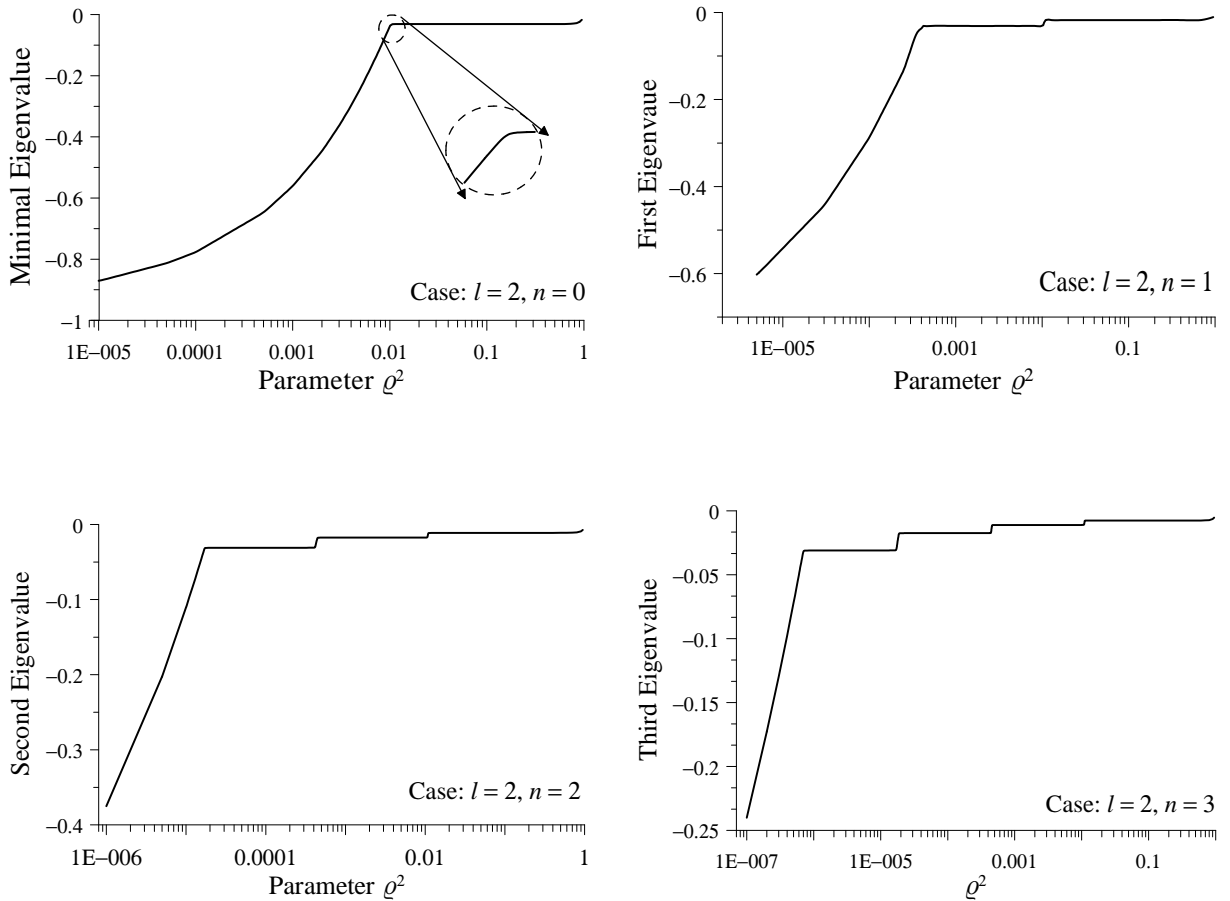 0
−0.2
−0.4
−0.6
−0.8
−1
Minimal Eigenvalue
Case: l = 2, n = 0
1E−005 0.0001 0.001 0.01 0.1 1
Parameter ϱ²
0
−0.2
−0.4
−0.6
First Eigenvaue
Case: l = 2, n = 1
1E−005 0.001 0.1
Parameter ϱ²
0
−0.1
−0.2
−0.3
−0.4
Second Eigenvalue
Case: l = 2, n = 2
1E−006 0.0001 0.01 1
Parameter ϱ²
0
−0.05
−0.1
−0.15
−0.2
−0.25
Third Eigenvalue
Case: l = 2, n = 3
1E−007 1E−005 0.001 0.1
ϱ²